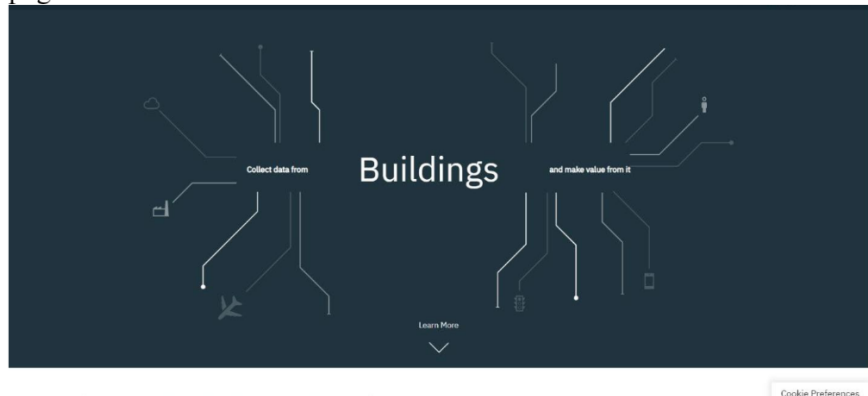 Collect data from
Buildings
and make value from it
Learn More
Cookie Preferences